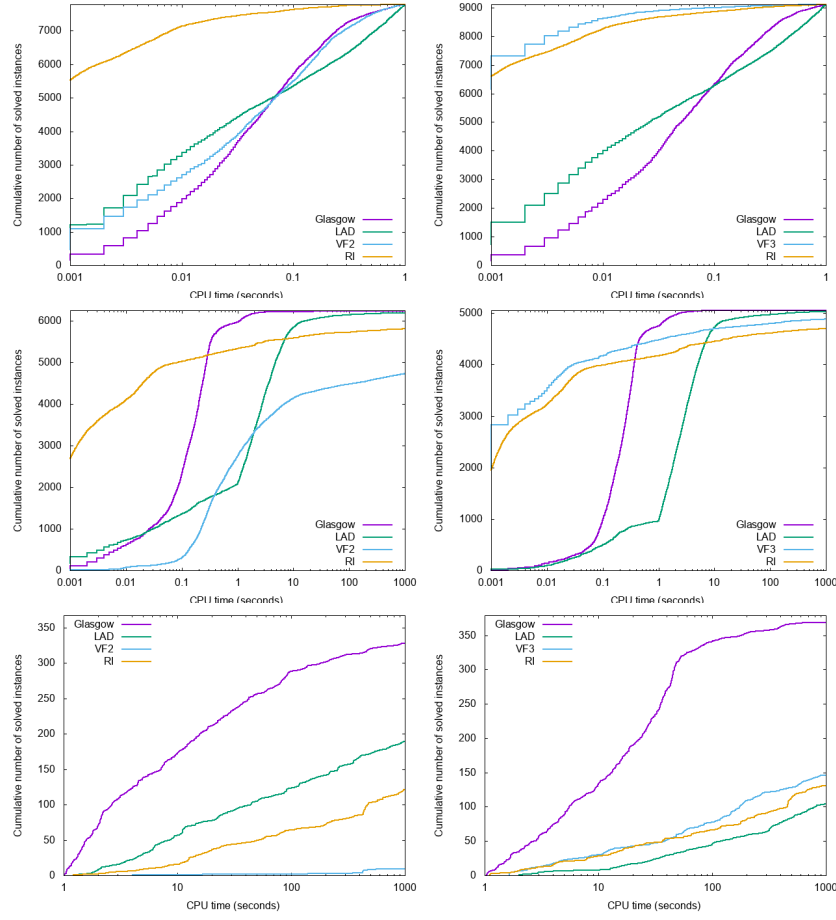 Cumulative number of solved instances
7000
6000
5000
4000
3000
2000
1000
0
0.001
0.01
0.1
1
CPU time (seconds)
Glasgow
LAD
VF2
RI
Cumulative number of solved instances
9000
8000
7000
6000
5000
4000
3000
2000
1000
0
0.001
0.01
0.1
1
CPU time (seconds)
Glasgow
LAD
VF3
RI
Cumulative number of solved instances
6000
5000
4000
3000
2000
1000
0
0.001
0.01
0.1
1
10
100
1000
CPU time (seconds)
Glasgow
LAD
VF2
RI
Cumulative number of solved instances
5000
4000
3000
2000
1000
0
0.001
0.01
0.1
1
10
100
1000
CPU time (seconds)
Glasgow
LAD
VF3
RI
Cumulative number of solved instances
350
300
250
200
150
100
50
0
1
10
100
1000
CPU time (seconds)
Glasgow
LAD
VF2
RI
Cumulative number of solved instances
350
300
250
200
150
100
50
0
1
10
100
1000
CPU time (seconds)
Glasgow
LAD
VF3
RI